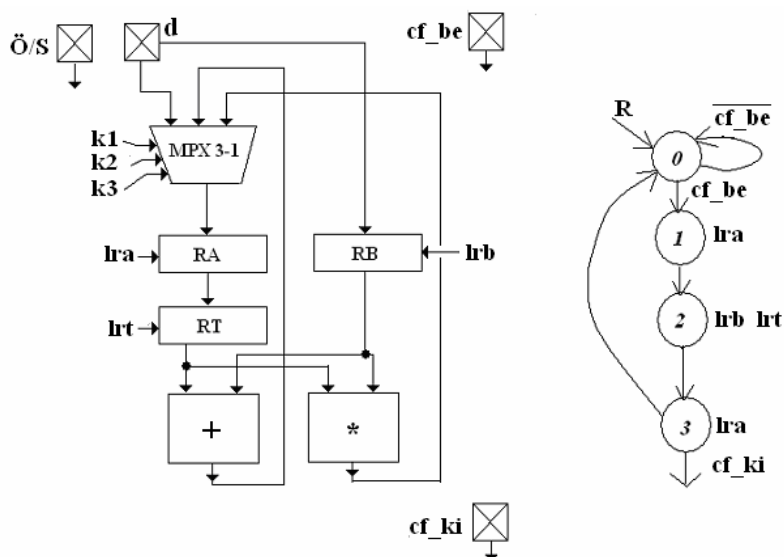 Ö/S
d
cf_be
k1
k2
k3
MPX 3-1
lra
RA
RB
lrb
lrt
RT
+
*
cf_ki
R
cf_be
0
cf_be
1
lra
2
lrb lrt
3
lra
cf_ki